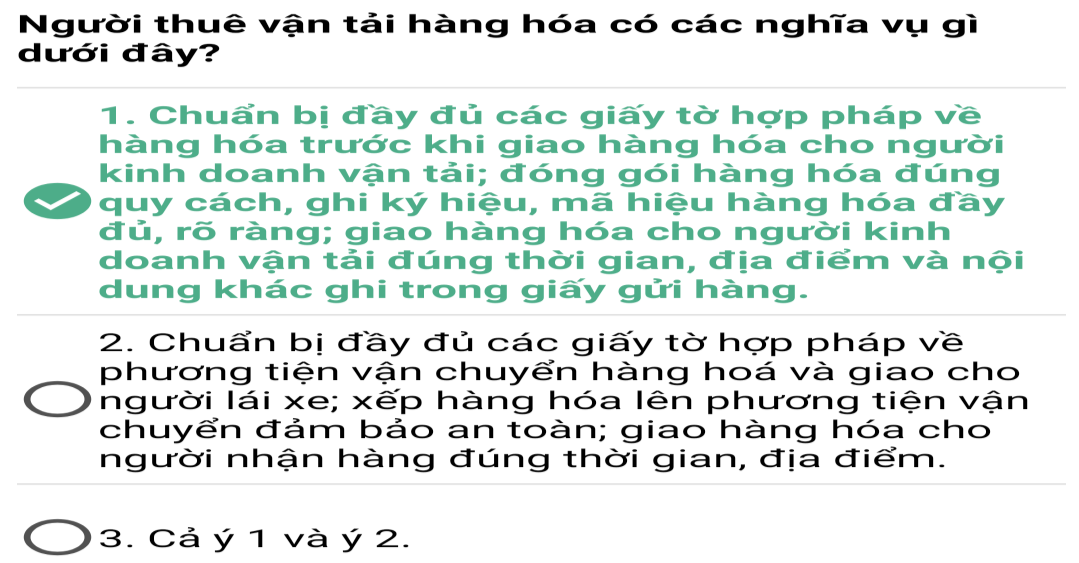 Người thuê vận tải hàng hóa có các nghĩa vụ gì
dưới đây?
1. Chuẩn bị đầy đủ các giấy tờ hợp pháp về
hàng hóa trước khi giao hàng hóa cho người
kinh doanh vận tải; đóng gói hàng hóa đúng
quy cách, ghi ký hiệu, mã hiệu hàng hóa đầy
đủ, rõ ràng; giao hàng hóa cho người kinh
doanh vận tải đúng thời gian, địa điểm và nội
dung khác ghi trong giấy gửi hàng.
2. Chuẩn bị đầy đủ các giấy tờ hợp pháp về
phương tiện vận chuyển hàng hoá và giao cho
người lái xe; xếp hàng hóa lên phương tiện vận
chuyển đảm bảo an toàn; giao hàng hóa cho
người nhận hàng đúng thời gian, địa điểm.
3. Cả ý 1 và ý 2.